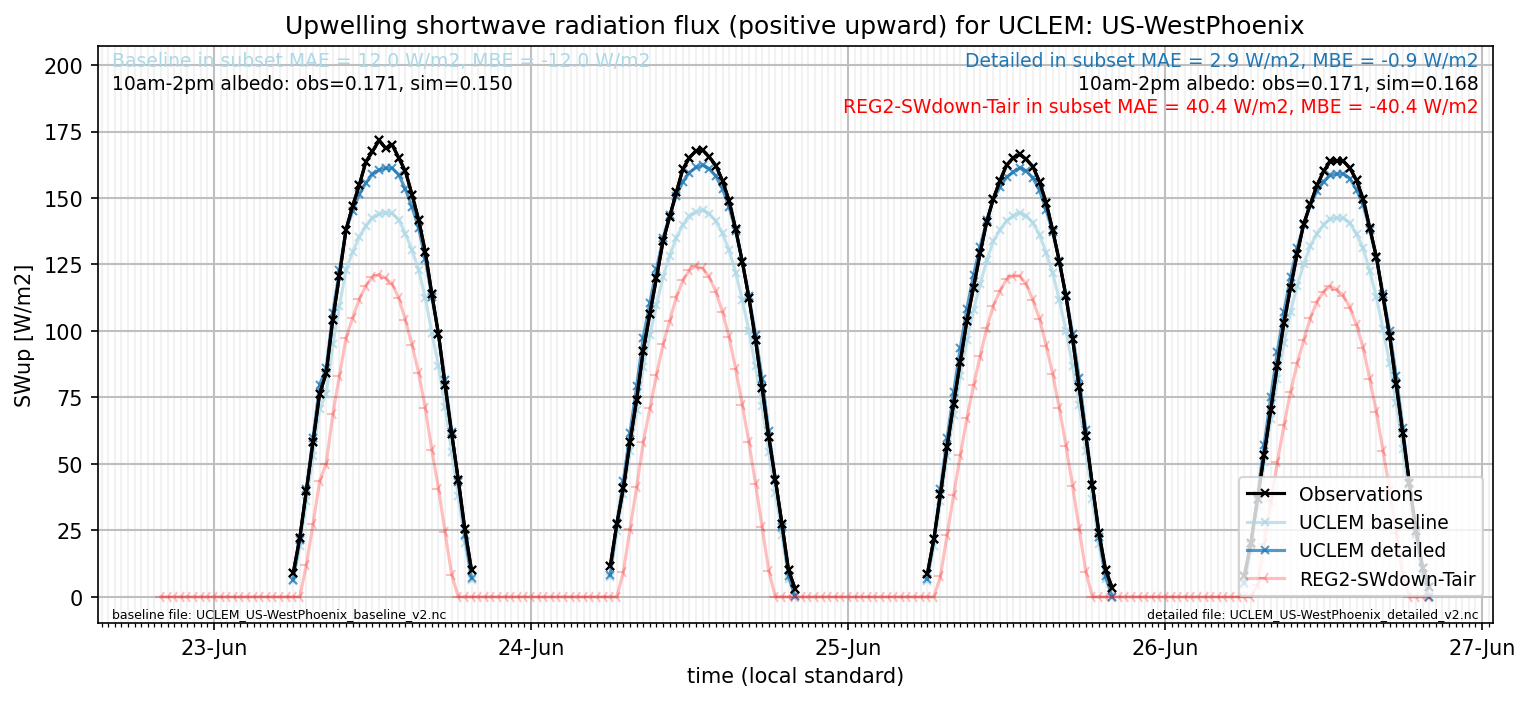 Upwelling shortwave radiation flux (positive upward) for UCLEM: US-WestPhoenix
Baseline in subset MAE = 12.0 W/m2, MBE = -12.0 W/m2
10am-2pm albedo: obs=0.171, sim=0.150
Detailed in subset MAE = 2.9 W/m2, MBE = -0.9 W/m2
10am-2pm albedo: obs=0.171, sim=0.168
REG2-SWdown-Tair in subset MAE = 40.4 W/m2, MBE = -40.4 W/m2
SWup [W/m2]
200
175
150
125
100
75
50
25
0
Observations
UCLEM baseline
UCLEM detailed
REG2-SWdown-Tair
baseline file: UCLEM_US-WestPhoenix_baseline_v2.nc
detailed file: UCLEM_US-WestPhoenix_detailed_v2.nc
23-Jun
24-Jun
25-Jun
26-Jun
27-Jun
time (local standard)